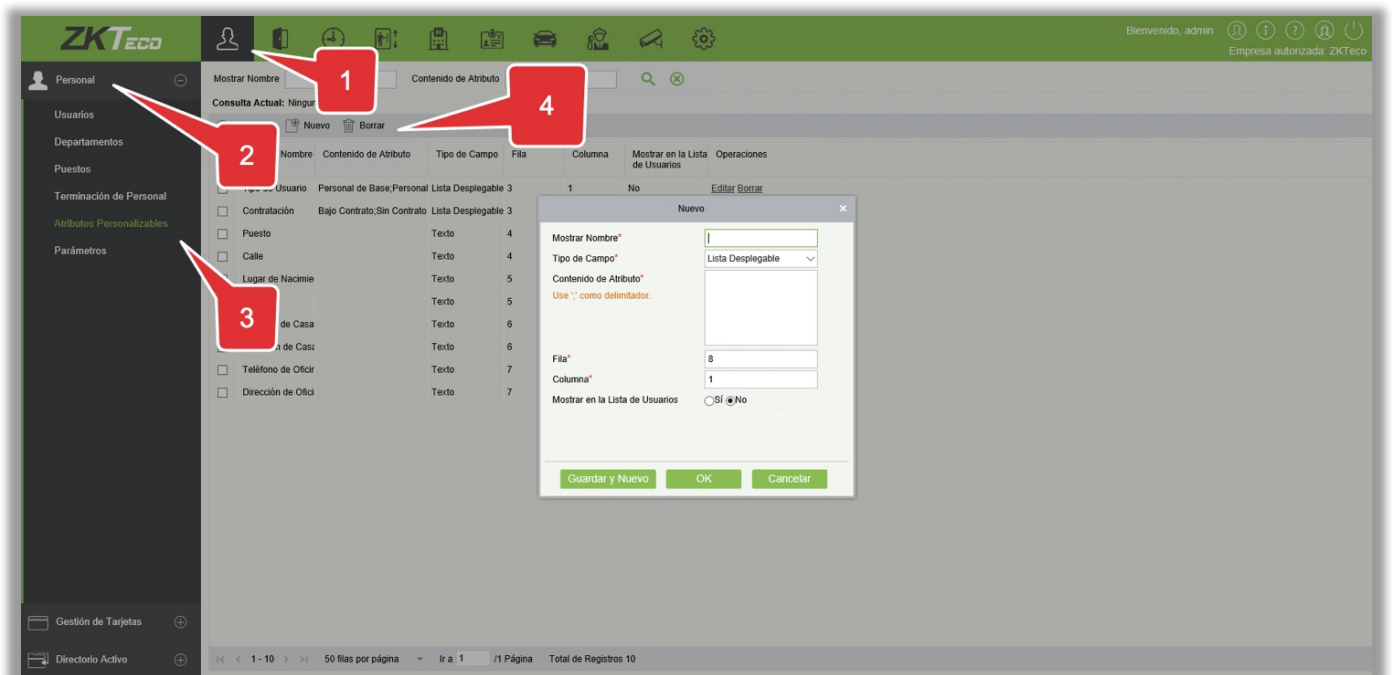 ZKTeco
Bienvenido, admin
Empresa autorizada: ZKTeco
Personal
Usuarios
Departamentos
Puestos
Terminación de Personal
Atributos Personalizables
Parámetros
Gestión de Tarjetas
Directorio Activo
1
2
3
4
Mostrar Nombre Contenido de Atributo
Consulta Actual:
Nuevo Borrar
Nombre Contenido de Atributo Tipo de Campo Fila Columna Mostrar en la Lista de Usuarios Operaciones
Usuario Personal de Base;Personal Lista Desplegable 3 1 No Editar Borrar
Contratación Bajo Contrato;Sin Contrato Lista Desplegable 3
Puesto Texto 4
Calle Texto 4
Lugar de Nacimie Texto 5
Texto 5
de Casa Texto 6
de Casa Texto 6
Teléfono de Oficir Texto 7
Dirección de Ofici Texto 7
Nuevo
Mostrar Nombre*
Tipo de Campo* Lista Desplegable
Contenido de Atributo*
Use ';' como delimitador.
Fila* 8
Columna* 1
Mostrar en la Lista de Usuarios Sí No
Guardar y Nuevo OK Cancelar
1 - 10 50 filas por página Ir a 1 /1 Página Total de Registros 10